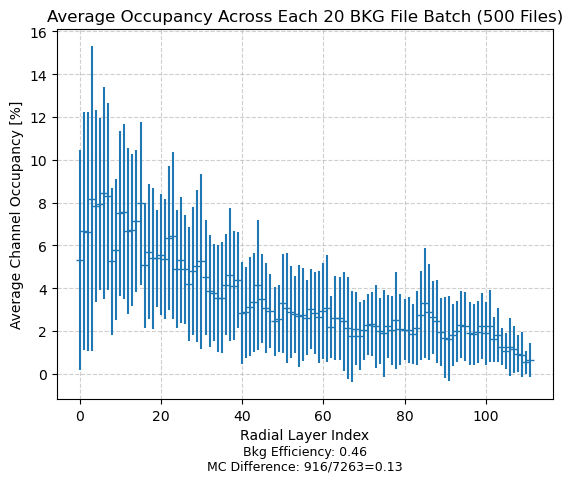 Average Occupancy Across Each 20 BKG File Batch (500 Files)
16
14
12
10
8
6
4
2
0
Average Channel Occupancy [%]
0 20 40 60 80 100
Radial Layer Index
Bkg Efficiency: 0.46
MC Difference: 916/7263=0.13